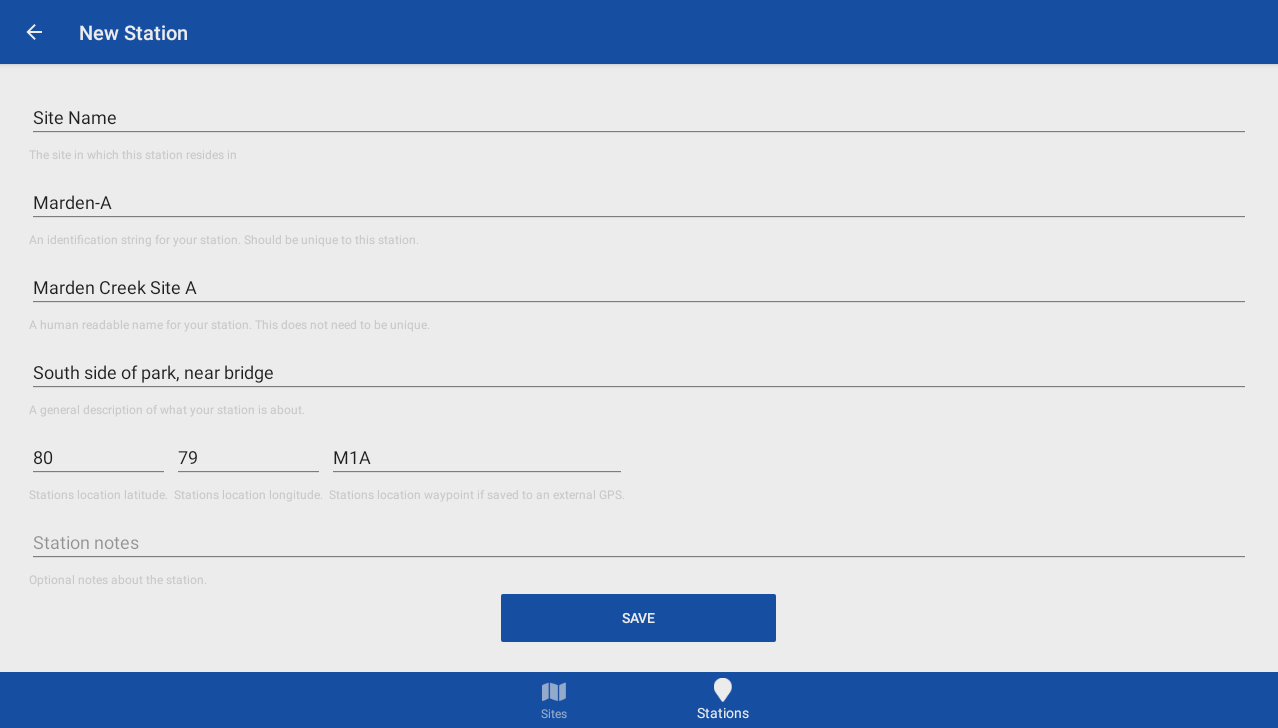 New Station
Site Name
The site in which this station resides in
Marden-A
An identification string for your station. Should be unique to this station.
Marden Creek Site A
A human readable name for your station. This does not need to be unique.
South side of park, near bridge
A general description of what your station is about.
80 79 M1A
Stations location latitude. Stations location longitude. Stations location waypoint if saved to an external GPS.
Station notes
Optional notes about the station.
SAVE
Sites Stations